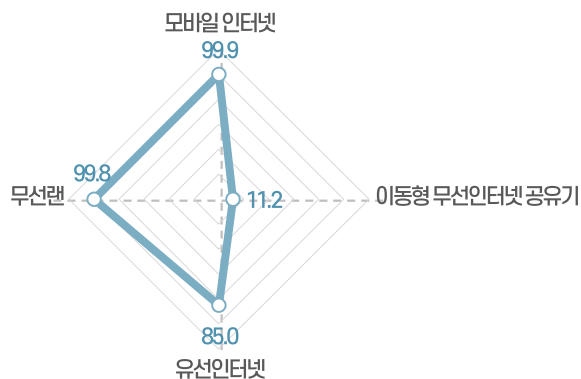 모바일 인터넷
99.9
99.8
무선랜
11.2
이동형 무선인터넷 공유기
85.0
유선인터넷